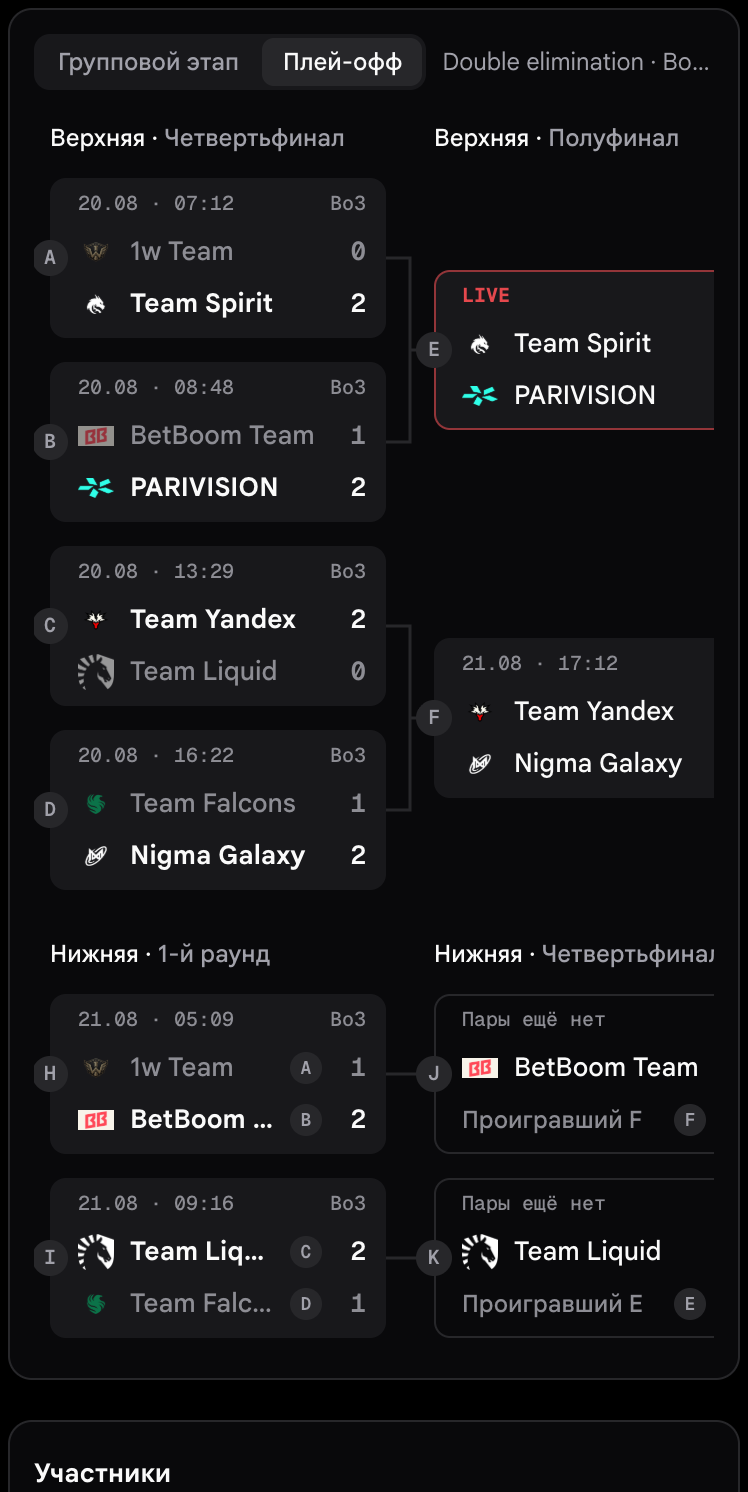 Групповой этап Плей-офф Double elimination · Bo...
Верхняя · Четвертьфинал
20.08 · 07:12 Bo3
A
1w Team 0
Team Spirit 2
20.08 · 08:48 Bo3
B
BetBoom Team 1
PARIVISION 2
20.08 · 13:29 Bo3
C
Team Yandex 2
Team Liquid 0
20.08 · 16:22 Bo3
D
Team Falcons 1
Nigma Galaxy 2
Верхняя · Полуфинал
LIVE
E
Team Spirit
PARIVISION
21.08 · 17:12
F
Team Yandex
Nigma Galaxy
Нижняя · 1-й раунд
21.08 · 05:09 Bo3
H
1w Team A 1
BetBoom ... B 2
21.08 · 09:16 Bo3
I
Team Liq... C 2
Team Falc... D 1
Нижняя · Четвертьфинал
Пары ещё нет
J
BetBoom Team
Проигравший F F
Пары ещё нет
K
Team Liquid
Проигравший E E
Участники